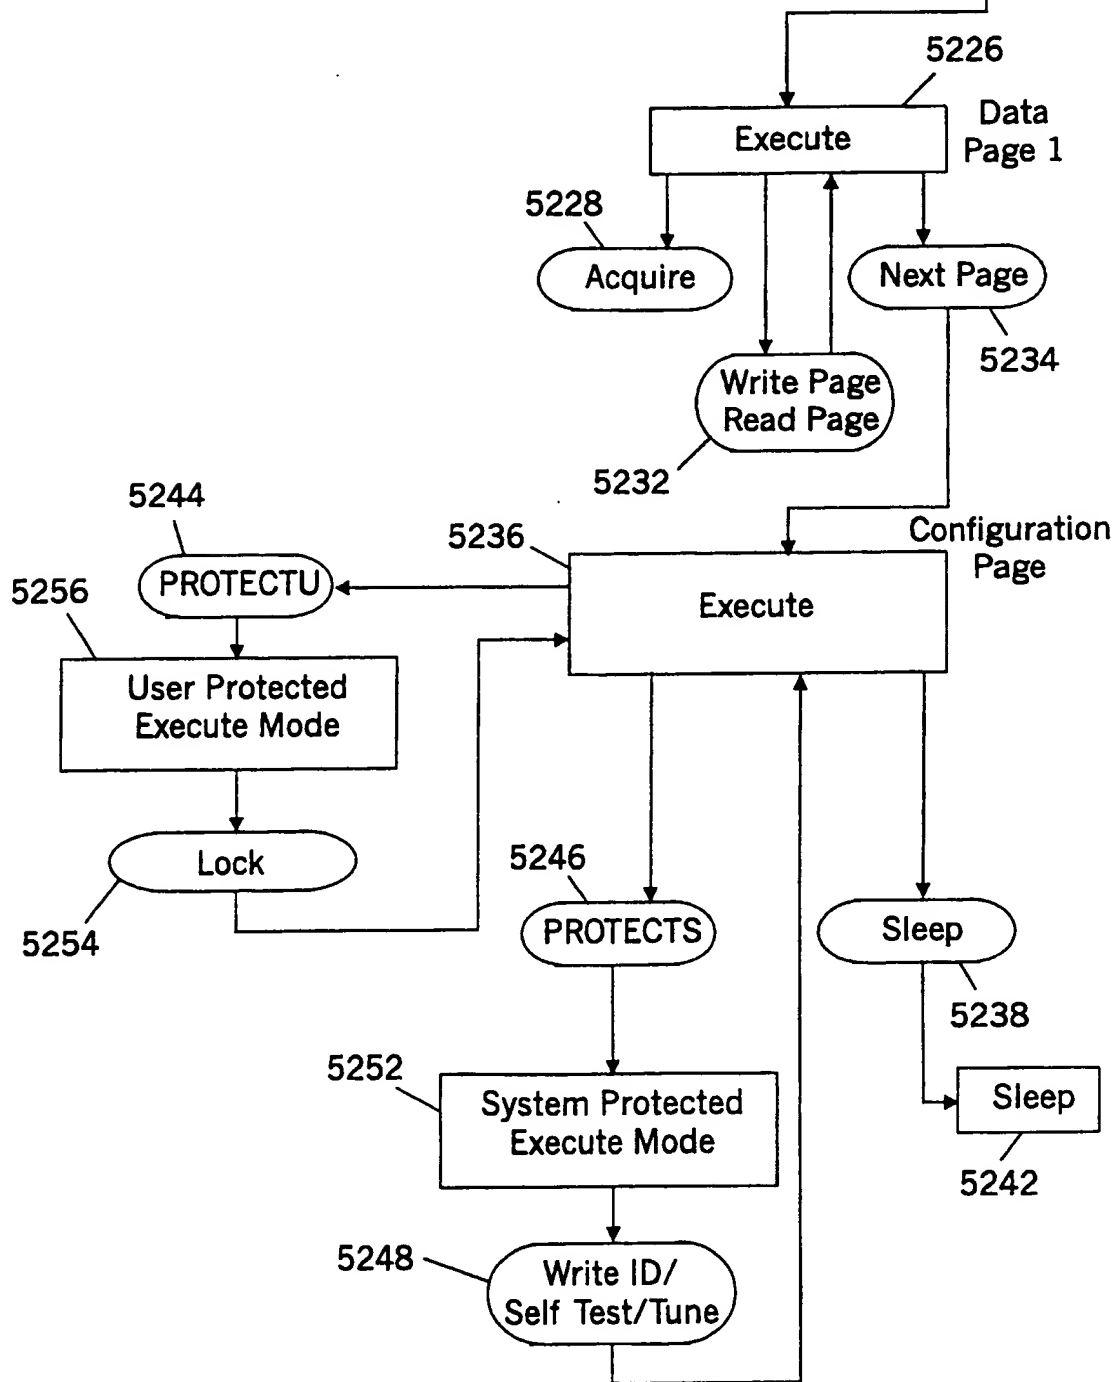 5226
Data
Page 1
Execute
5228
Acquire
Next Page
5234
Write Page
Read Page
5232
5244
5236
Configuration
Page
PROTECTU
5256
Execute
User Protected
Execute Mode
Lock
5254
5246
PROTECTS
Sleep
5238
5252
System Protected
Execute Mode
Sleep
5242
5248
Write ID/
Self Test/Tune